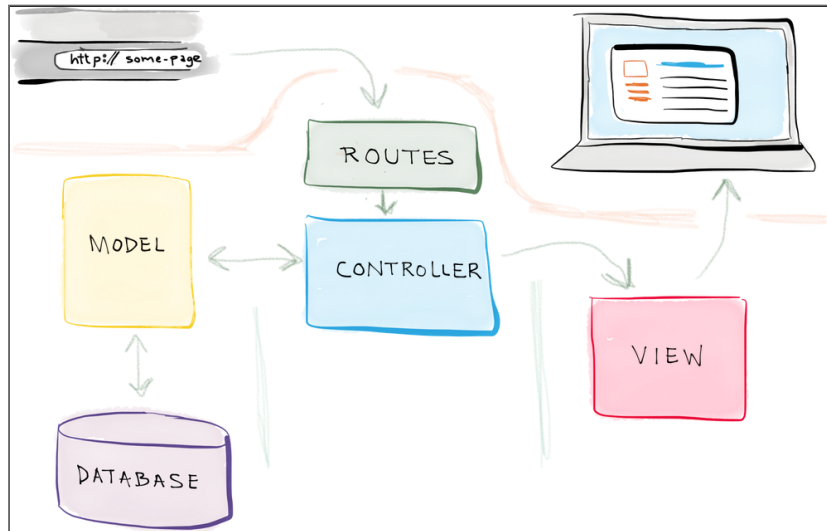 http:// some-page
ROUTES
MODEL
CONTROLLER
VIEW
DATABASE